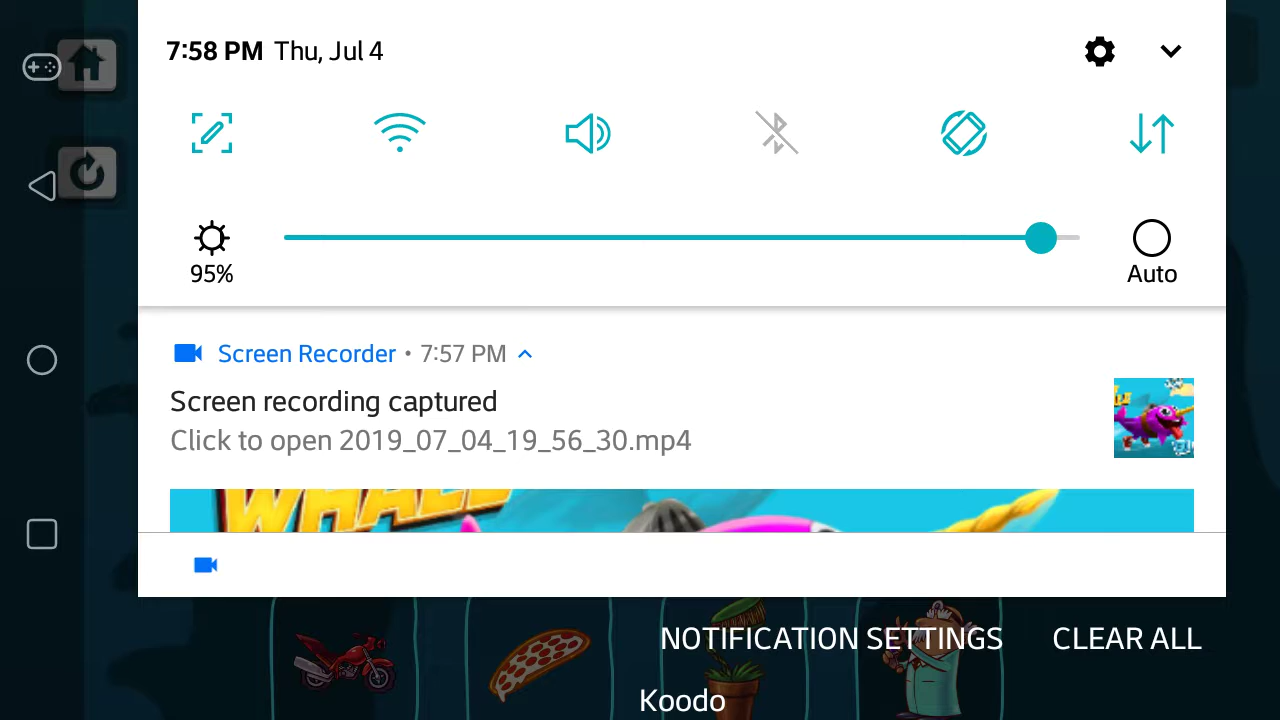 7:58 PM Thu, Jul 4
95%
Auto
Screen Recorder • 7:57 PM
Screen recording captured
Click to open 2019_07_04_19_56_30.mp4
WHALE
NOTIFICATION SETTINGS CLEAR ALL
Koodo